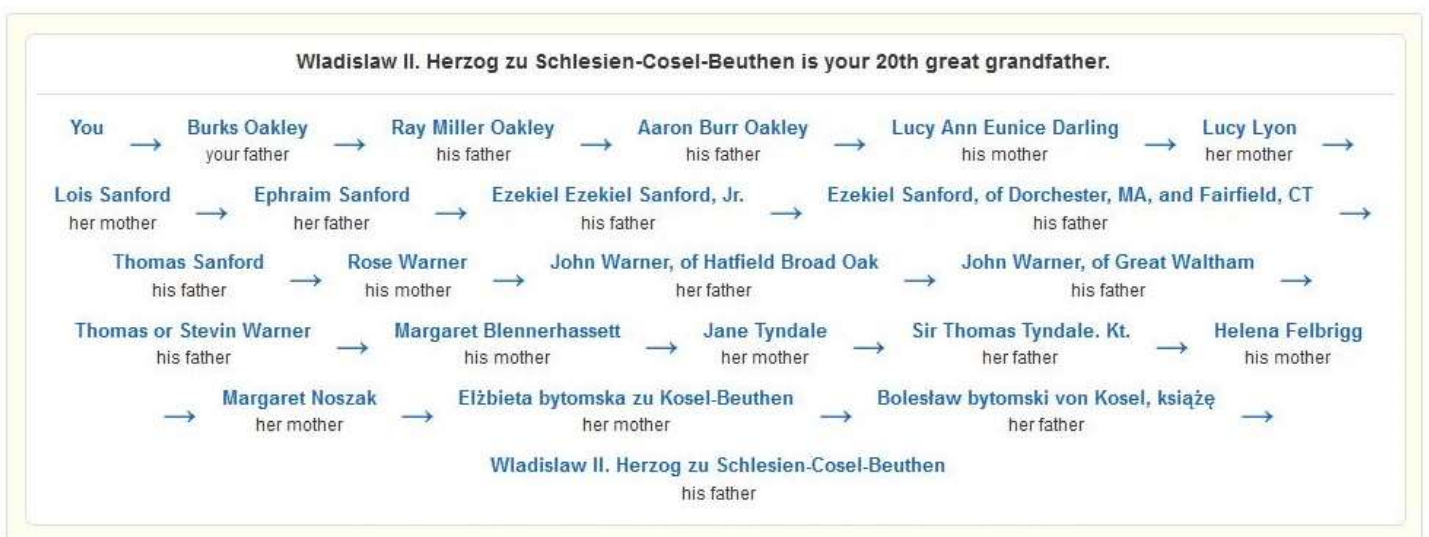 Wladislaw II. Herzog zu Schlesien-Cosel-Beuthen is your 20th great grandfather.
You → Burks Oakley → Ray Miller Oakley → Aaron Burr Oakley → Lucy Ann Eunice Darling → Lucy Lyon →
your father his father his father his mother her mother
Lois Sanford → Ephraim Sanford → Ezekiel Ezekiel Sanford, Jr. → Ezekiel Sanford, of Dorchester, MA, and Fairfield, CT →
her mother her father his father his father
Thomas Sanford → Rose Warner → John Warner, of Hatfield Broad Oak → John Warner, of Great Waltham →
his father his mother her father his father
Thomas or Stevin Warner → Margaret Blennerhassett → Jane Tyndale → Sir Thomas Tyndale. Kt. → Helena Felbrigg
his father his mother her mother her father his mother
→ Margaret Noszak → Elżbieta bytomska zu Kosel-Beuthen → Bolesław bytomski von Kosel, książę →
her mother her mother her father
Wladislaw II. Herzog zu Schlesien-Cosel-Beuthen
his father